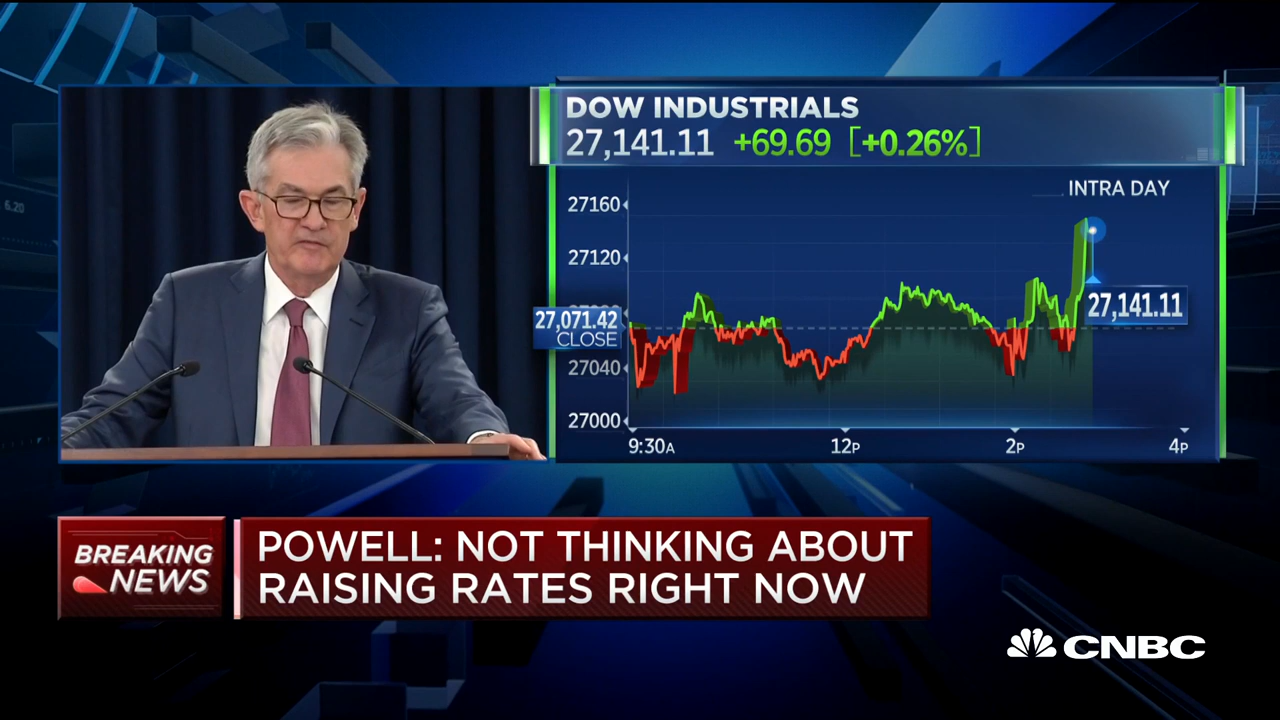 DOW INDUSTRIALS
27,141.11 +69.69 [+0.26%]
INTRA DAY
27160
27120
27,071.42
CLOSE
27040
27000
27,141.11
9:30A 12P 2P 4P
6.20
BREAKING
NEWS
POWELL: NOT THINKING ABOUT
RAISING RATES RIGHT NOW
CNBC